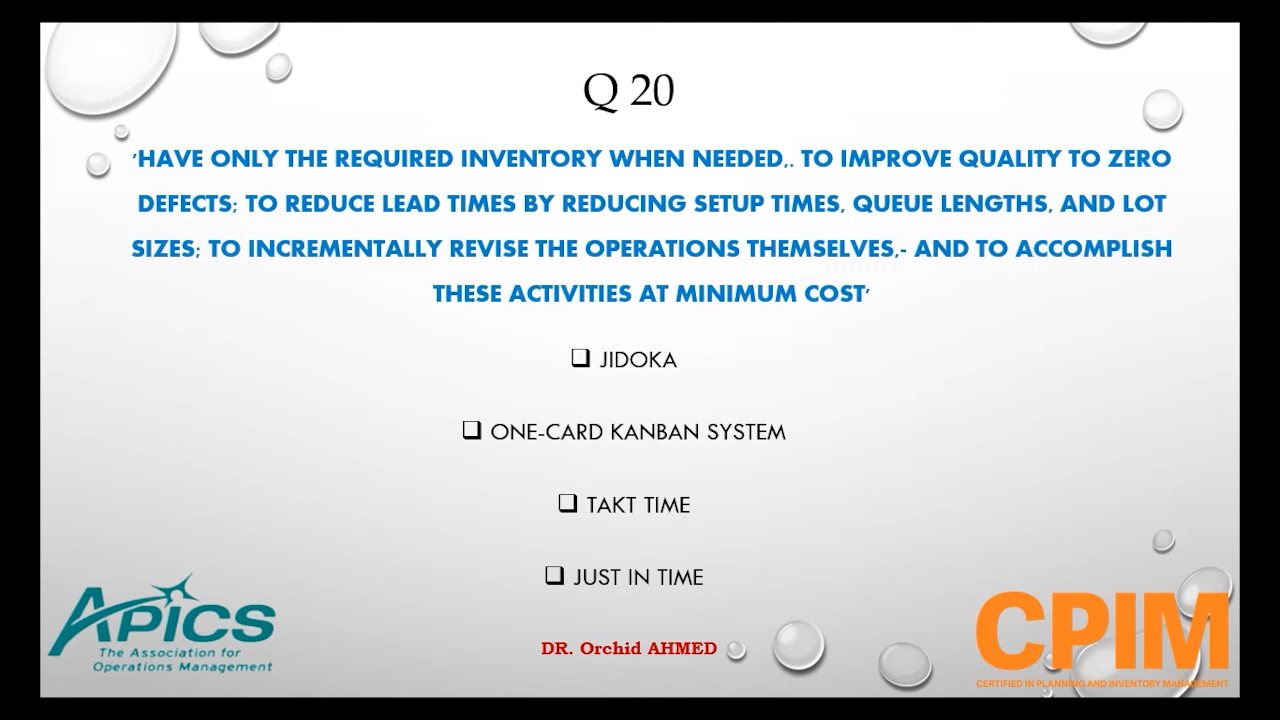 Q 20
'HAVE ONLY THE REQUIRED INVENTORY WHEN NEEDED,. TO IMPROVE QUALITY TO ZERO
DEFECTS; TO REDUCE LEAD TIMES BY REDUCING SETUP TIMES, QUEUE LENGTHS, AND LOT
SIZES; TO INCREMENTALLY REVISE THE OPERATIONS THEMSELVES,- AND TO ACCOMPLISH
THESE ACTIVITIES AT MINIMUM COST'
❑ JIDOKA
❑ ONE-CARD KANBAN SYSTEM
❑ TAKT TIME
❑ JUST IN TIME
APICS
The Association for
Operations Management
DR. Orchid AHMED
CPIM
CERTIFIED IN PLANNING AND INVENTORY MANAGEMENT